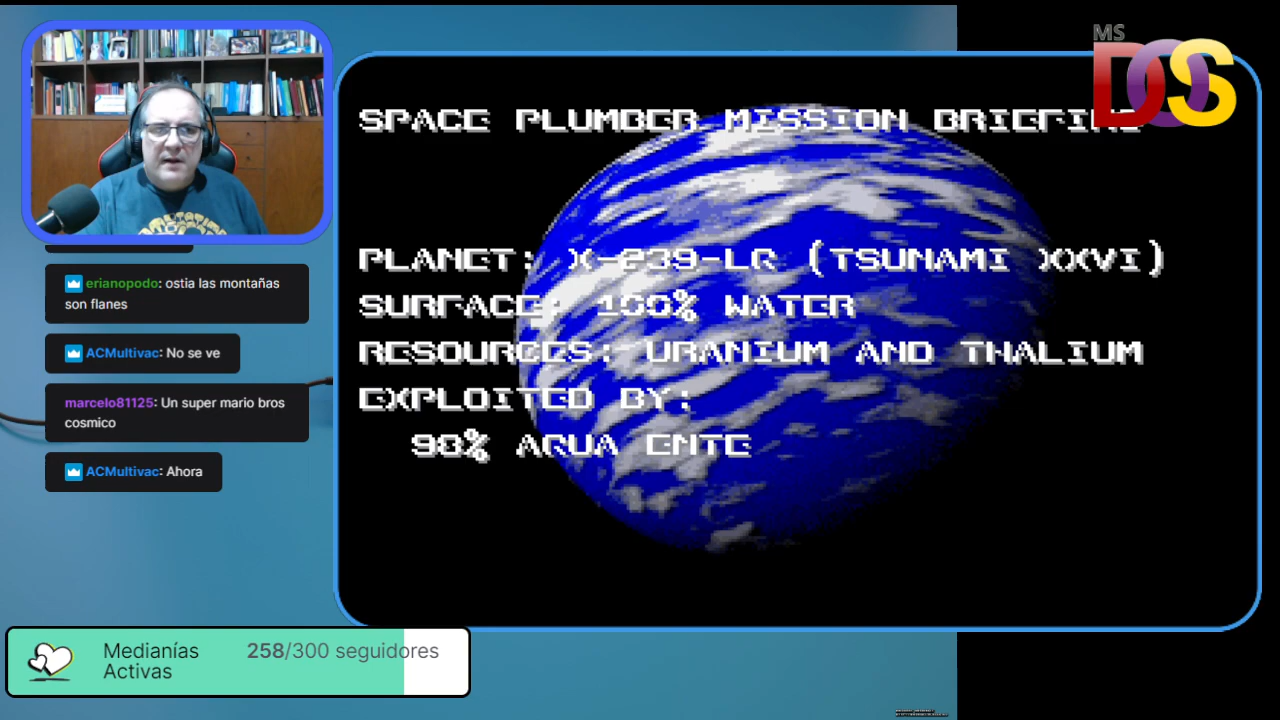 MS
DOS
SPACE PLUMBER MISSION BRIEFING
PLANET: X-239-LR (TSUNAMI XXVI)
SURFACE: 100% WATER
RESOURCES: URANIUM AND THALIUM
EXPLOITED BY:
98% AQUA ENTE
erianopodo: ostia las montañas
son flanes
ACMultivac: No se ve
marcelo81125: Un super mario bros
cosmico
ACMultivac: Ahora
Medianías
Activas
258/300 seguidores